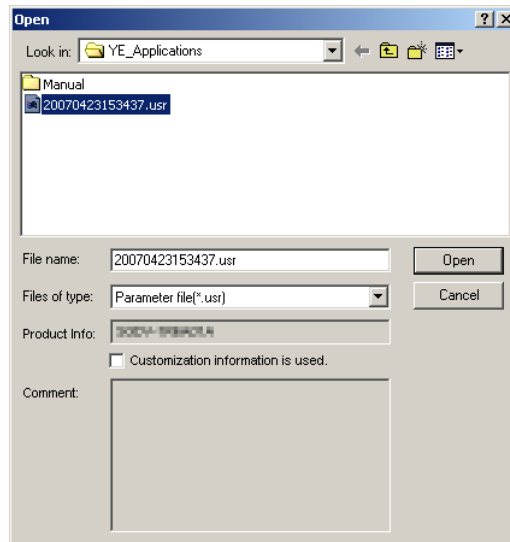 Open
Look in: YE_Applications
Manual
20070423153437.usr
File name: 20070423153437.usr Open
Files of type: Parameter file(*.usr) Cancel
Product Info:
Customization information is used.
Comment: